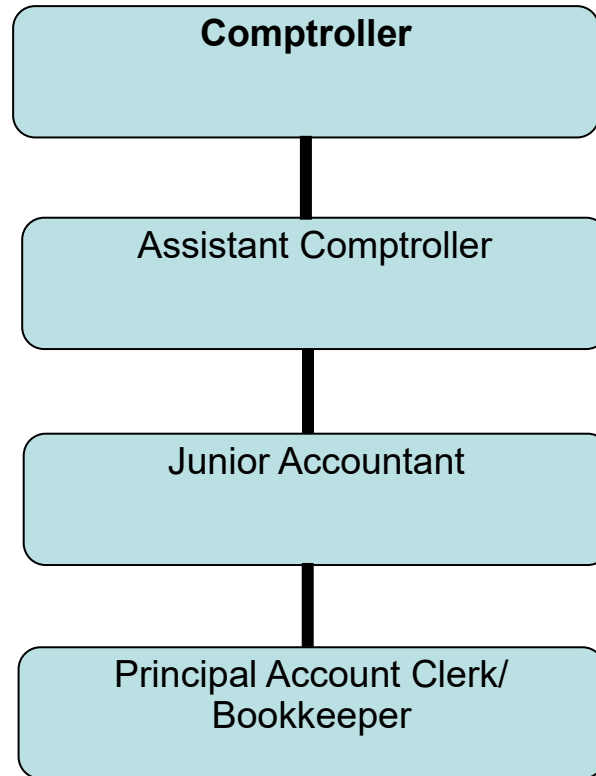 Comptroller
Assistant Comptroller
Junior Accountant
Principal Account Clerk/
Bookkeeper